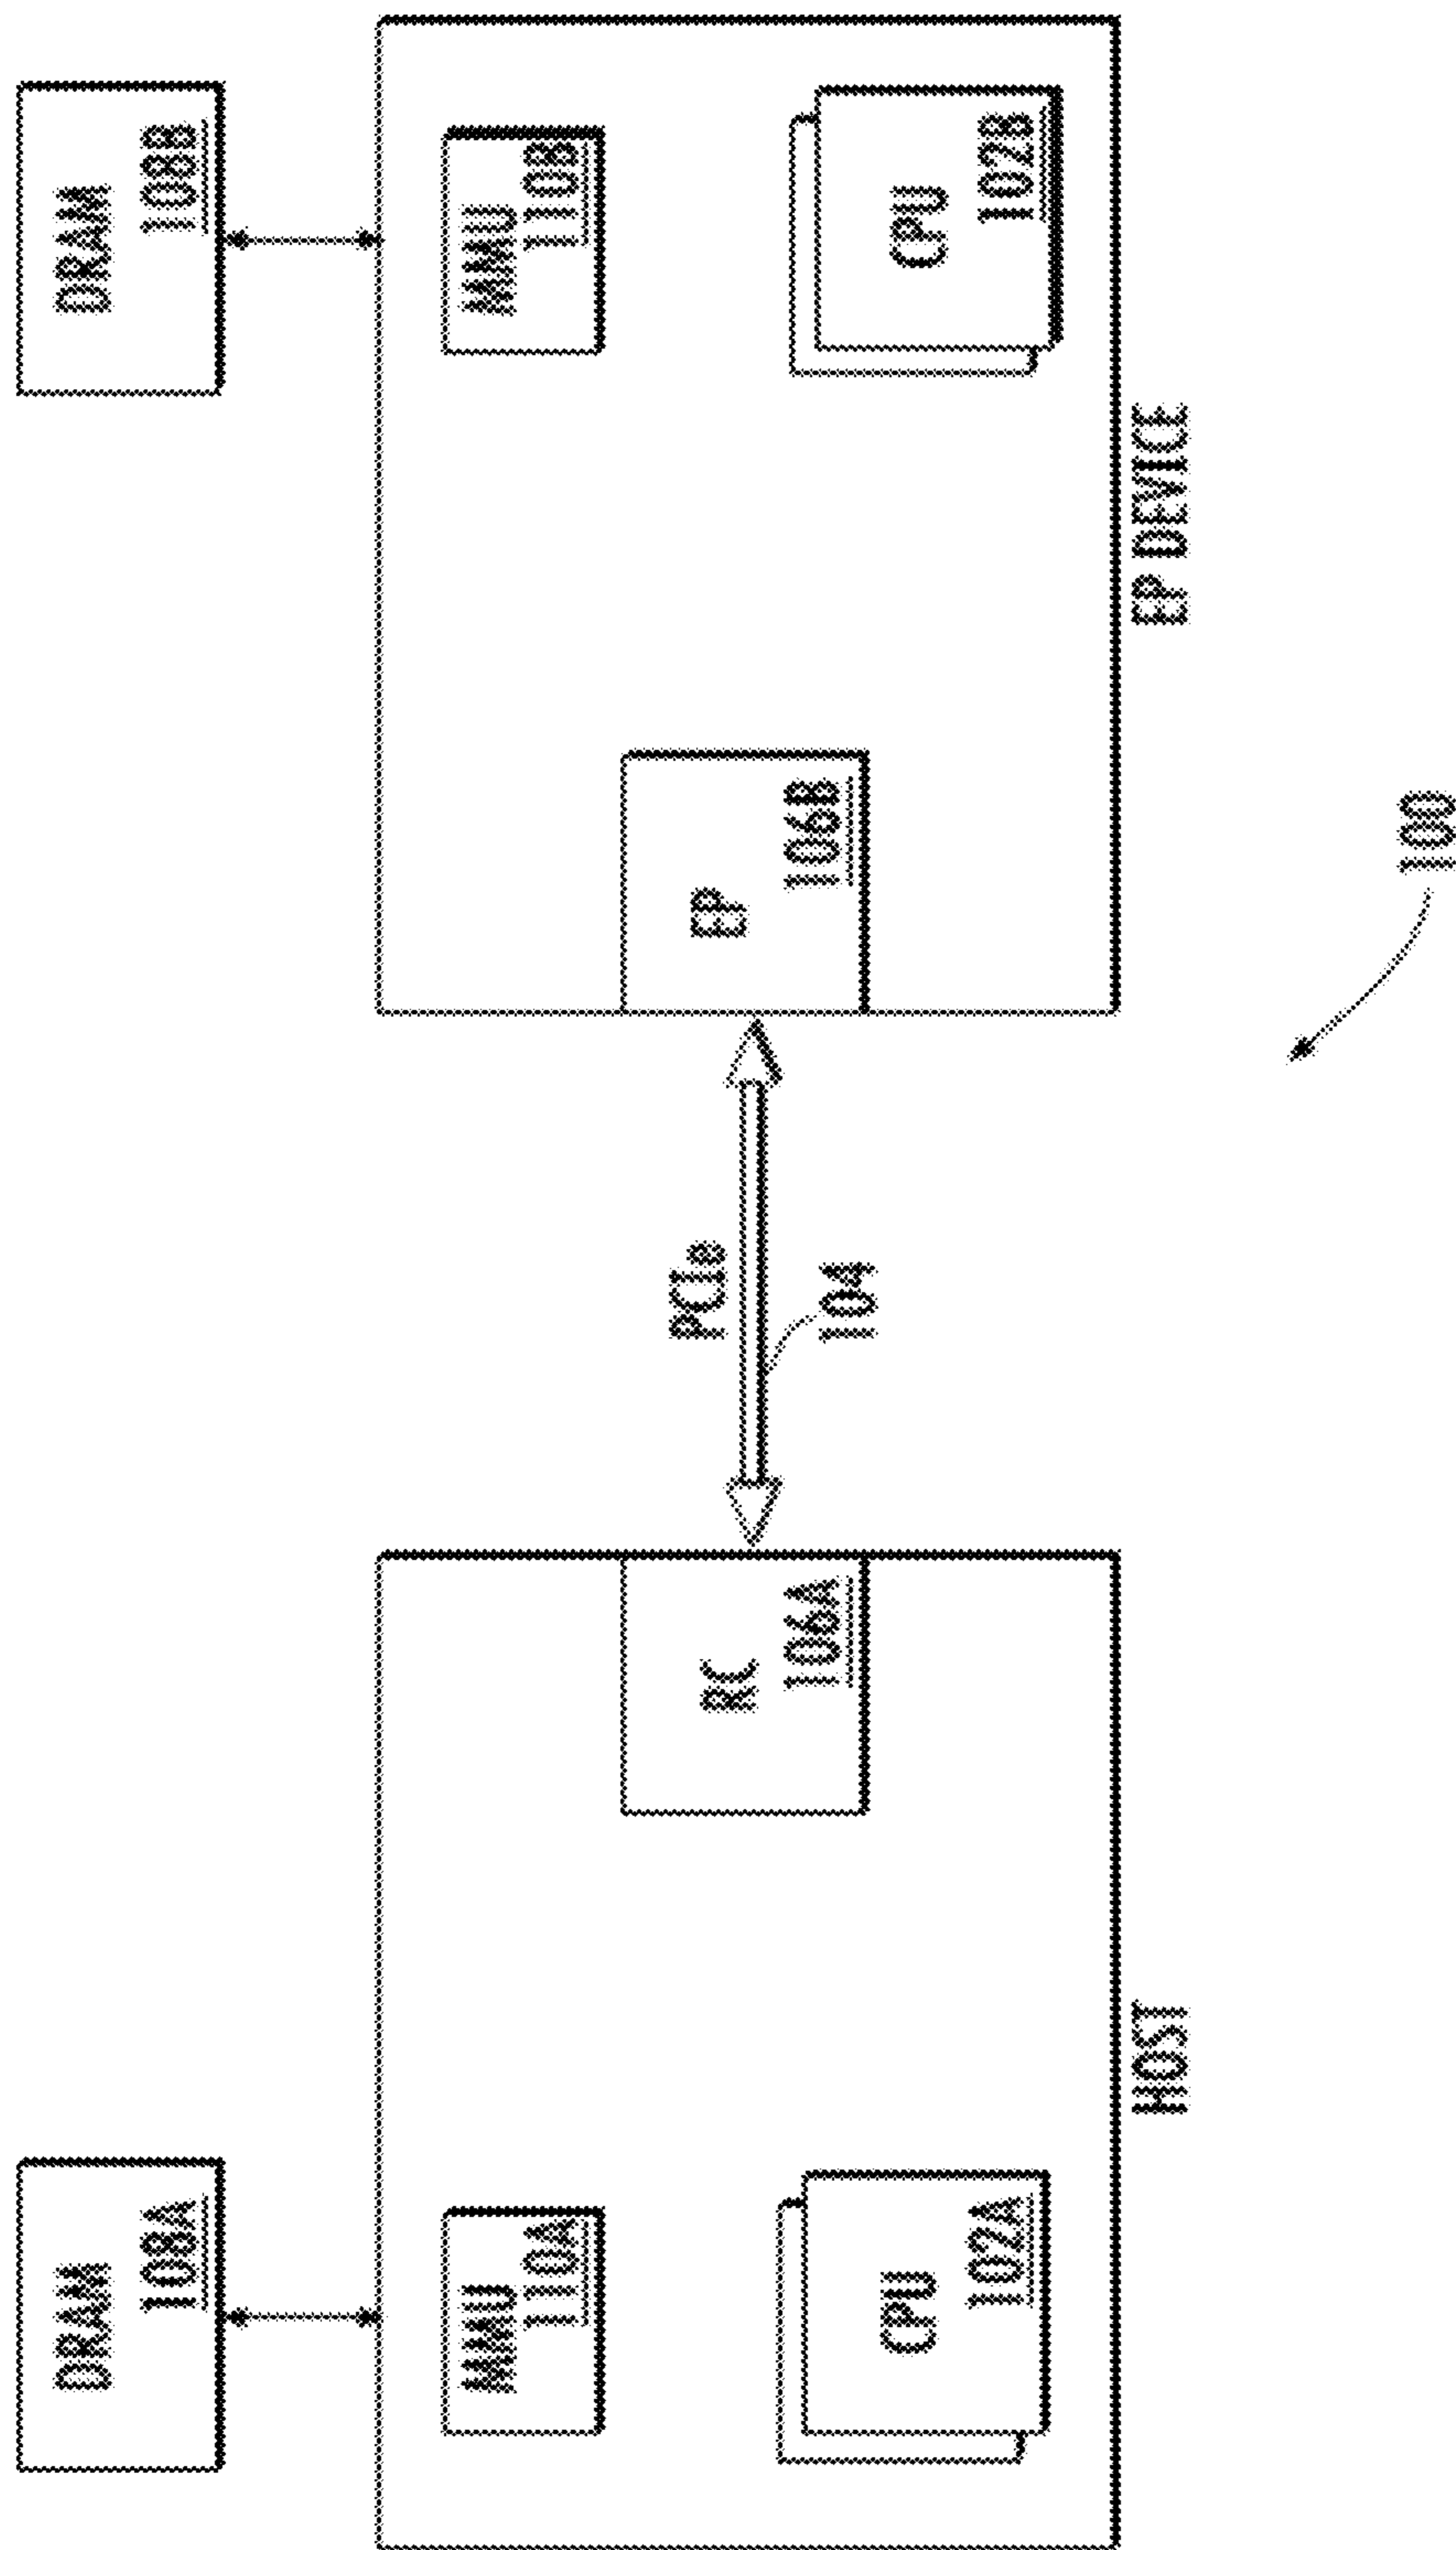 DRAM
108A
MMU
110A
CPU
102A
RC
106A
HOST
PCIe
104
DRAM
108B
MMU
110B
CPU
102B
EP
106B
EP DEVICE
100